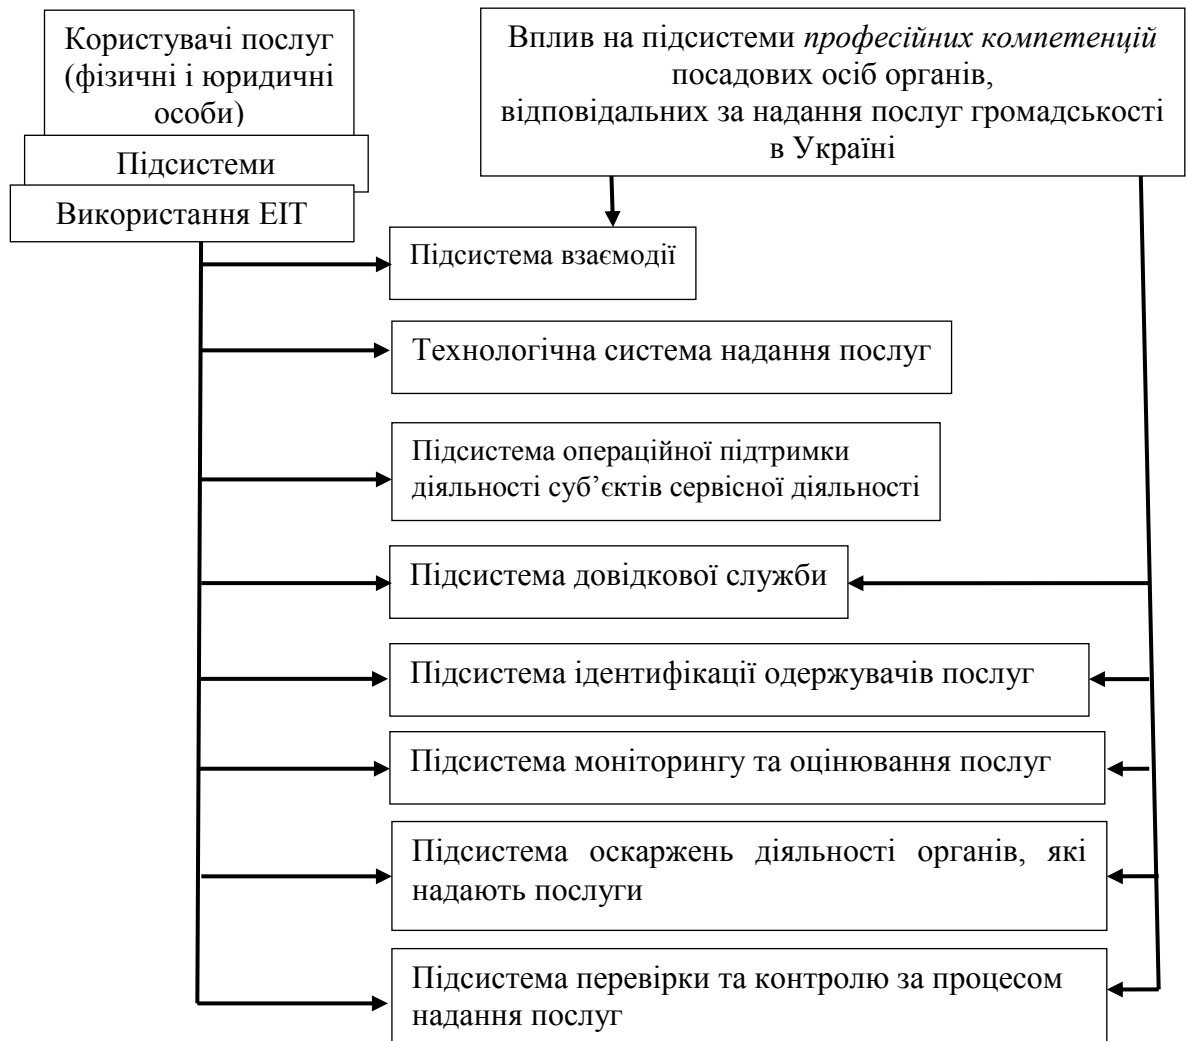 Користувачі послуг
(фізичні і юридичні
особи)
Підсистеми
Використання ЕІТ
Вплив на підсистеми професійних компетенцій
посадових осіб органів,
відповідальних за надання послуг громадськості
в Україні
Підсистема взаємодії
Технологічна система надання послуг
Підсистема операційної підтримки
діяльності суб’єктів сервісної діяльності
Підсистема довідкової служби
Підсистема ідентифікації одержувачів послуг
Підсистема моніторингу та оцінювання послуг
Підсистема оскаржень діяльності органів, які
надають послуги
Підсистема перевірки та контролю за процесом
надання послуг